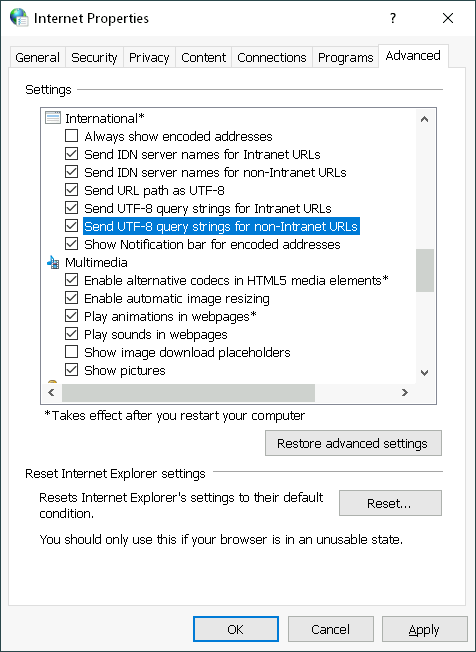 Internet Properties
?
General Security Privacy Content Connections Programs Advanced
Settings
International*
Always show encoded addresses
Send IDN server names for Intranet URLs
Send IDN server names for non-Intranet URLs
Send URL path as UTF-8
Send UTF-8 query strings for Intranet URLs
Send UTF-8 query strings for non-Intranet URLs
Show Notification bar for encoded addresses
Multimedia
Enable alternative codecs in HTML5 media elements*
Enable automatic image resizing
Play animations in webpages*
Play sounds in webpages
Show image download placeholders
Show pictures
*Takes effect after you restart your computer
Restore advanced settings
Reset Internet Explorer settings
Resets Internet Explorer's settings to their default
condition.
Reset...
You should only use this if your browser is in an unusable state.
OK Cancel Apply